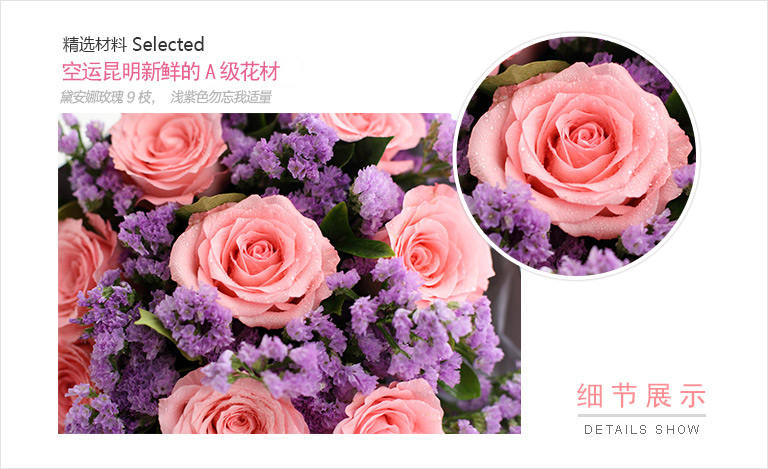 精选材料 Selected
空运昆明新鲜的 A 级花材
黛安娜玫瑰 9 枝， 浅紫色勿忘我适量
细节展示
DETAILS SHOW